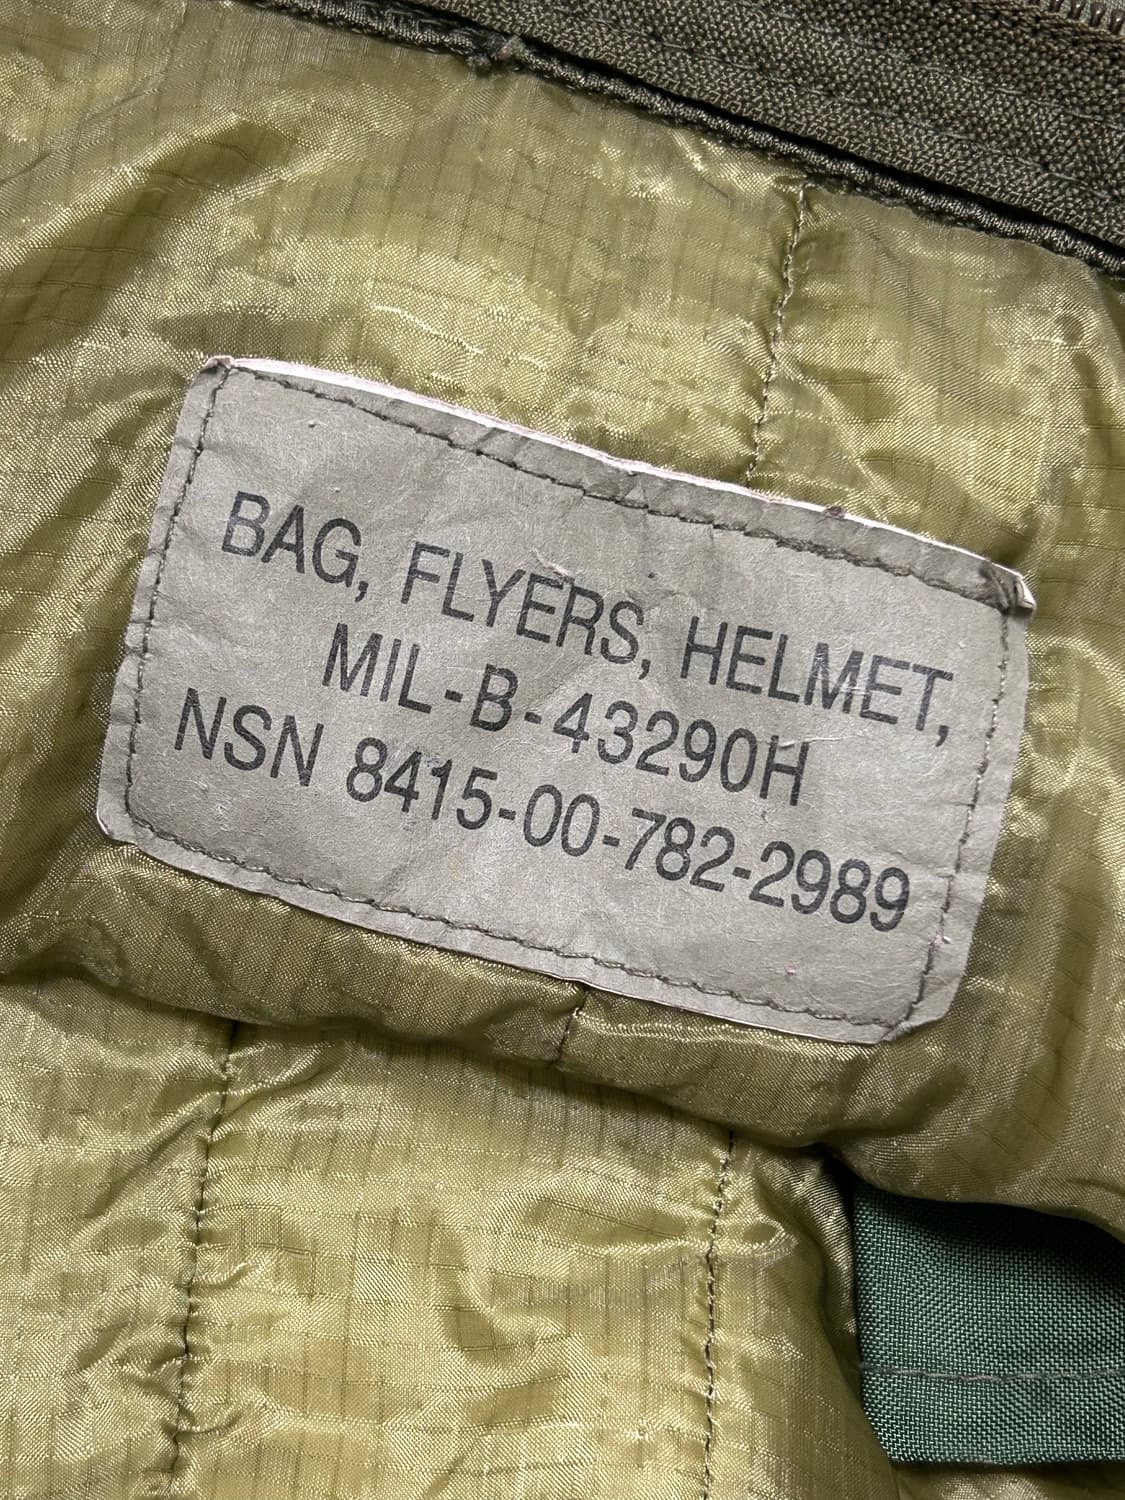 BAG, FLYERS, HELMET,
MIL-B-43290H
NSN 8415-00-782-2989